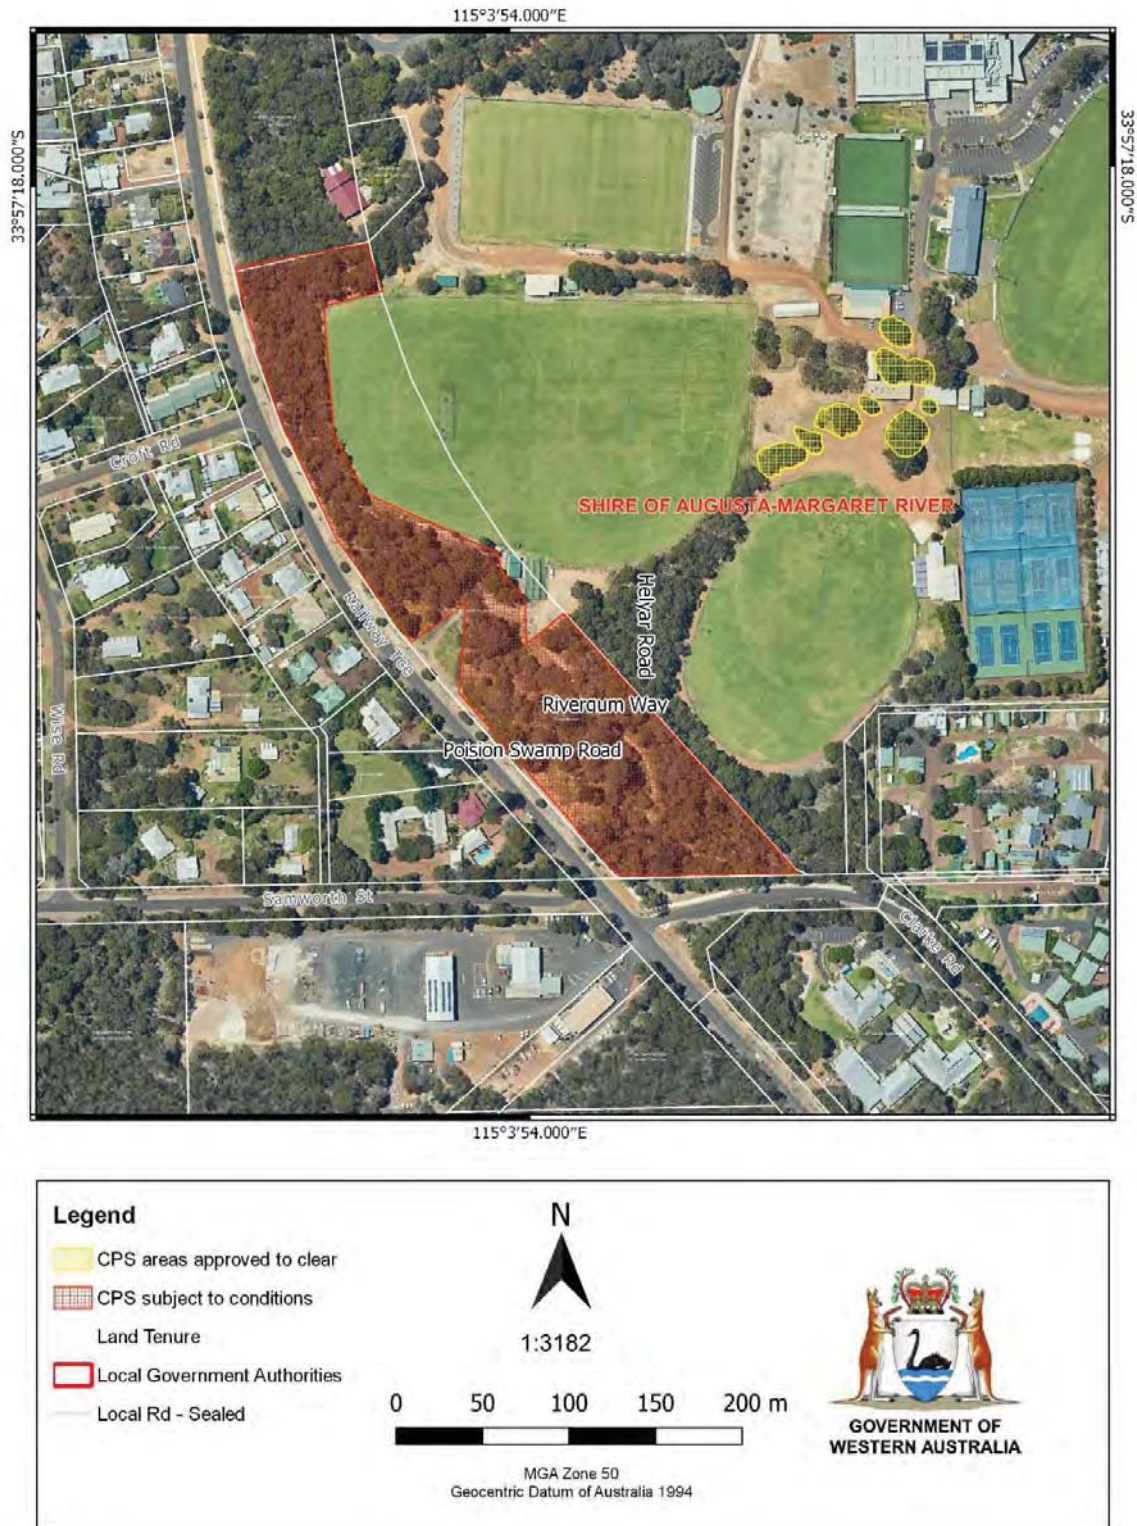 115°3'54.000"E
33°57'18.000"S
33°57'18.000"S
Croft Rd
SHIRE OF AUGUSTA-MARGARET RIVER
Helyar Road
Railway Tce
Rivergum Way
Wise Rd
Poision Swamp Road
Samworth St
Clarke Rd
115°3'54.000"E
Legend
CPS areas approved to clear
CPS subject to conditions
Land Tenure
Local Government Authorities
Local Rd - Sealed
N
1:3182
0 50 100 150 200 m
MGA Zone 50
Geocentric Datum of Australia 1994
GOVERNMENT OF
WESTERN AUSTRALIA